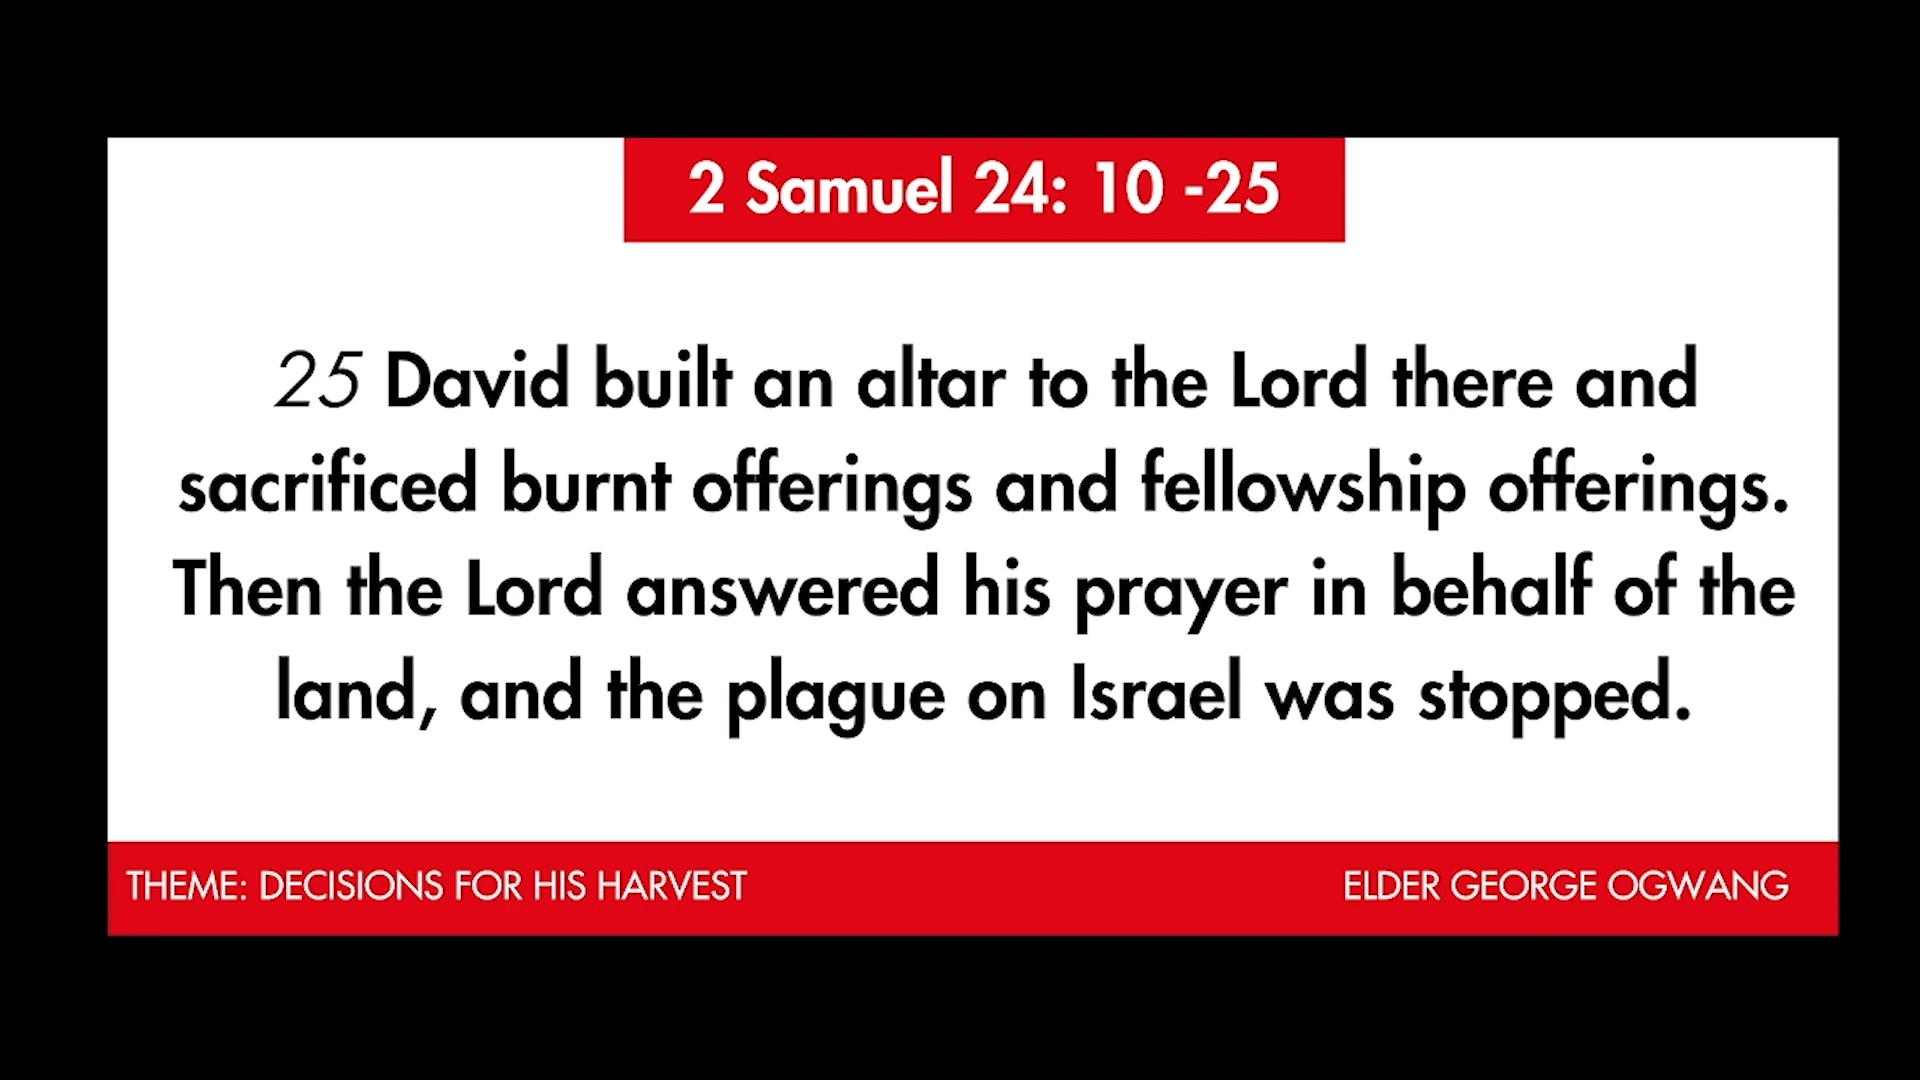 2 Samuel 24: 10 -25
25 David built an altar to the Lord there and
sacrificed burnt offerings and fellowship offerings.
Then the Lord answered his prayer in behalf of the
land, and the plague on Israel was stopped.
THEME: DECISIONS FOR HIS HARVEST
ELDER GEORGE OGWANG